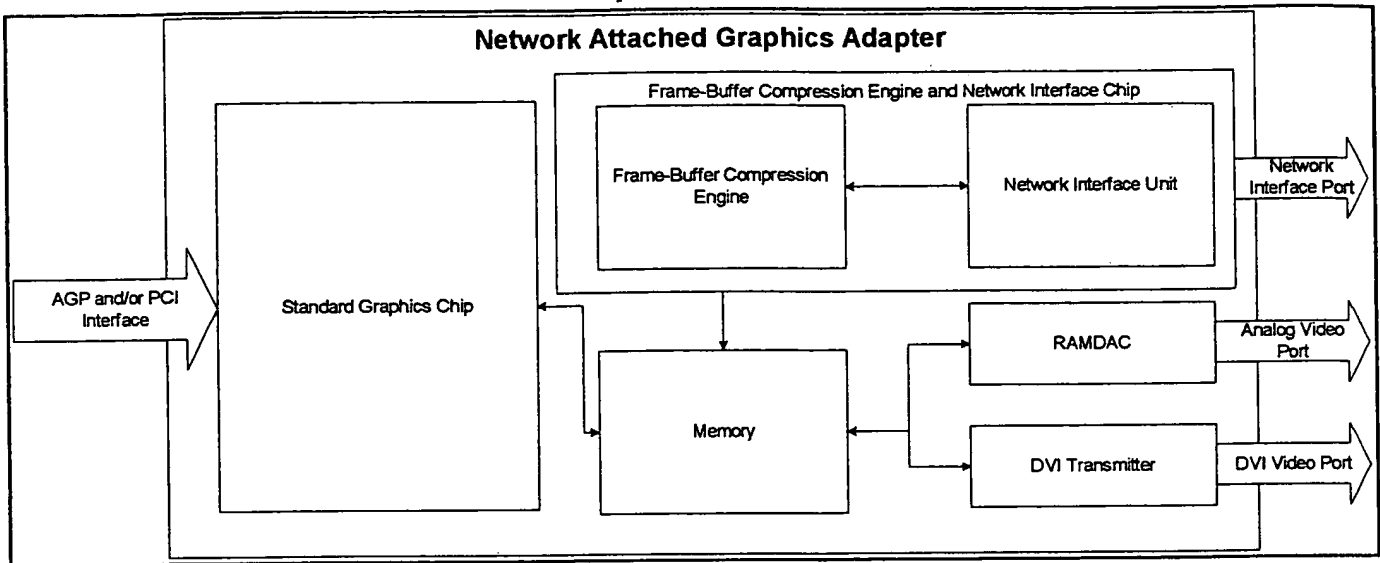 Network Attached Graphics Adapter
Frame-Buffer Compression Engine and Network Interface Chip
Frame-Buffer Compression
Engine
Network Interface Unit
Network
Interface Port
AGP and/or PCI
Interface
Standard Graphics Chip
RAMDAC
Analog Video
Port
Memory
DVI Transmitter
DVI Video Port